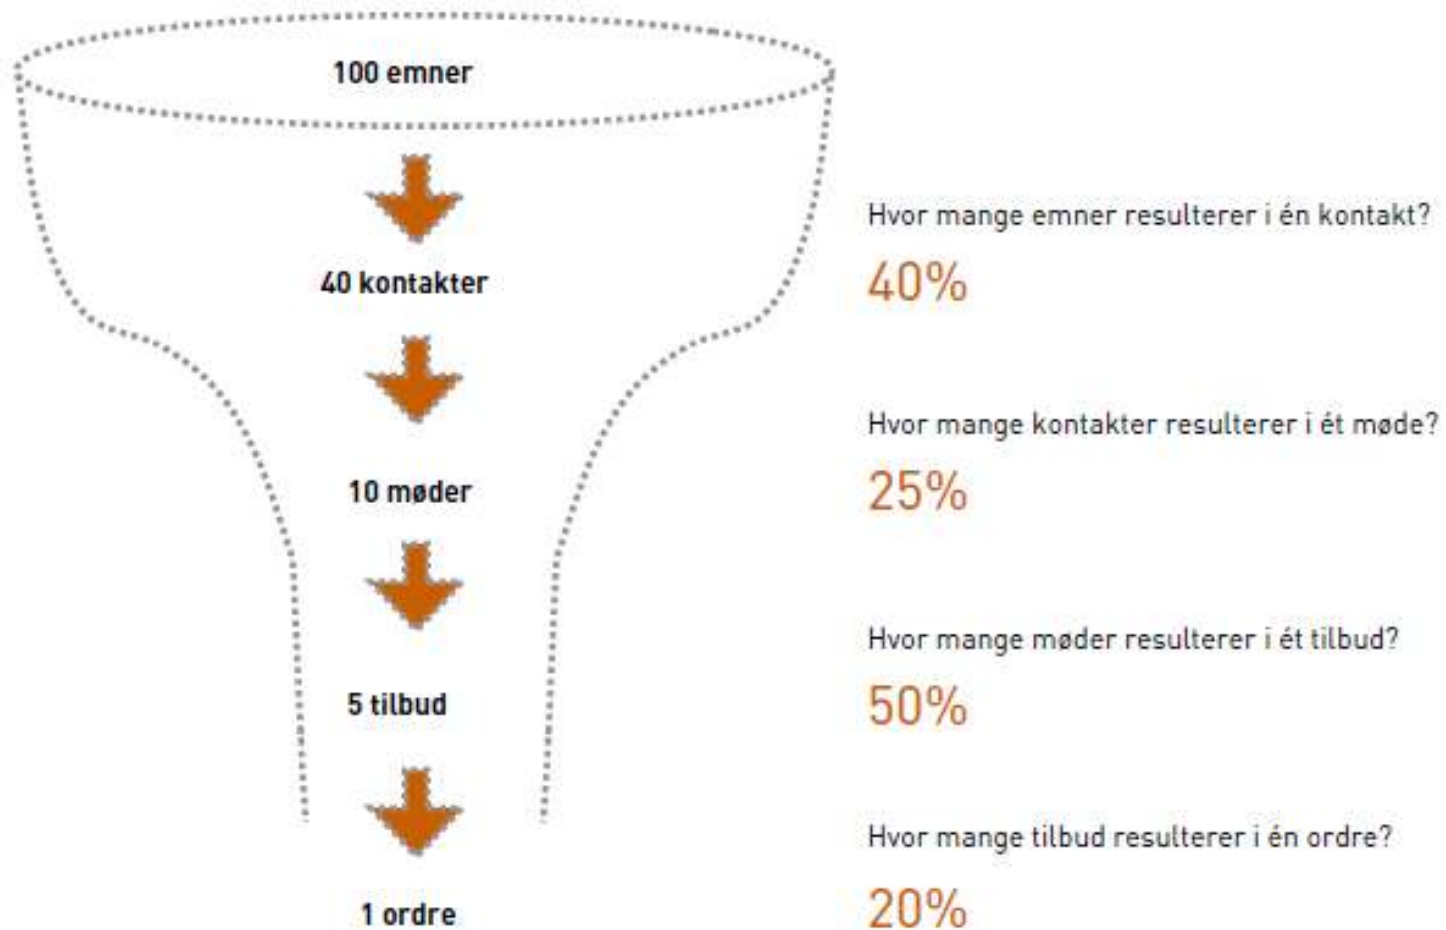 100 emner
Hvor mange emner resulterer i én kontakt?
40 kontakter
40%
Hvor mange kontakter resulterer i ét møde?
10 møder
25%
Hvor mange møder resulterer i ét tilbud?
5 tilbud
50%
Hvor mange tilbud resulterer i én ordre?
1 ordre
20%